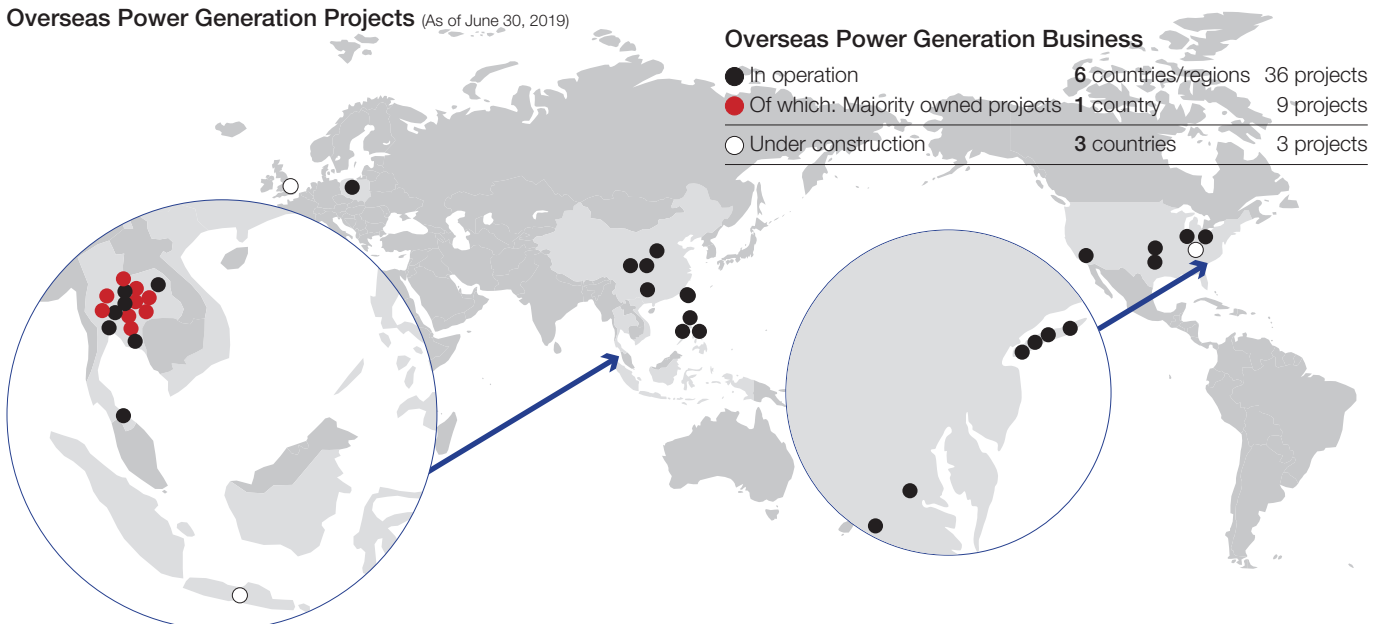 Overseas Power Generation Projects (As of June 30, 2019)
Overseas Power Generation Business
In operation 6 countries/regions 36 projects
Of which: Majority owned projects 1 country 9 projects
Under construction 3 countries 3 projects